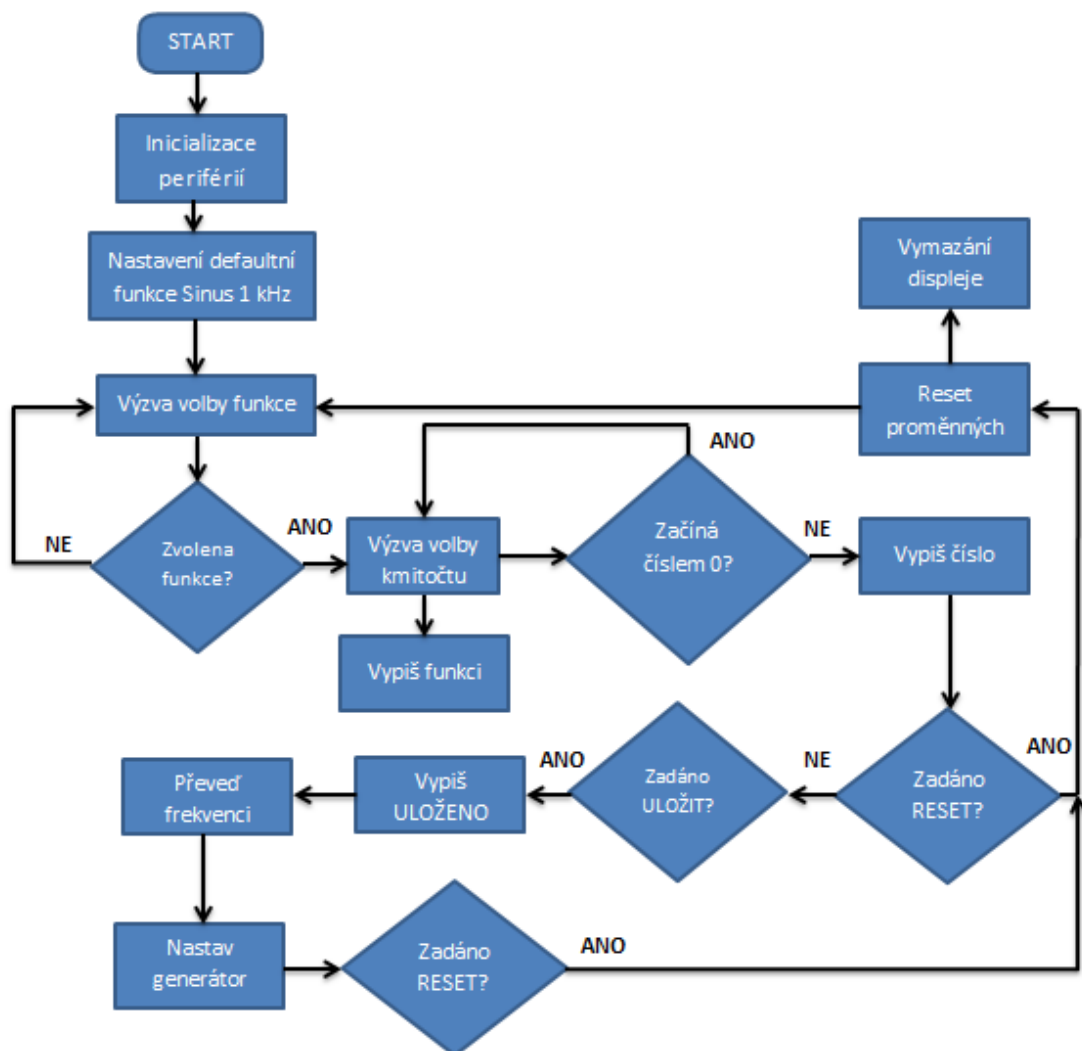 START
Inicializace
periférií
Nastavení defaultní
funkce Sinus 1 kHz
Výzva volby funkce
Vymazání
displeje
Reset
proměnných
NE
Zvolena
funkce?
ANO
Výzva volby
kmitočtu
ANO
Začíná
číslem 0?
NE
Vypiš číslo
Vypiš funkci
Převeď
frekvenci
Vypiš
ULOŽENO
ANO
Zadáno
ULOŽIT?
NE
Zadáno
RESET?
ANO
Nastav
generátor
Zadáno
RESET?
ANO